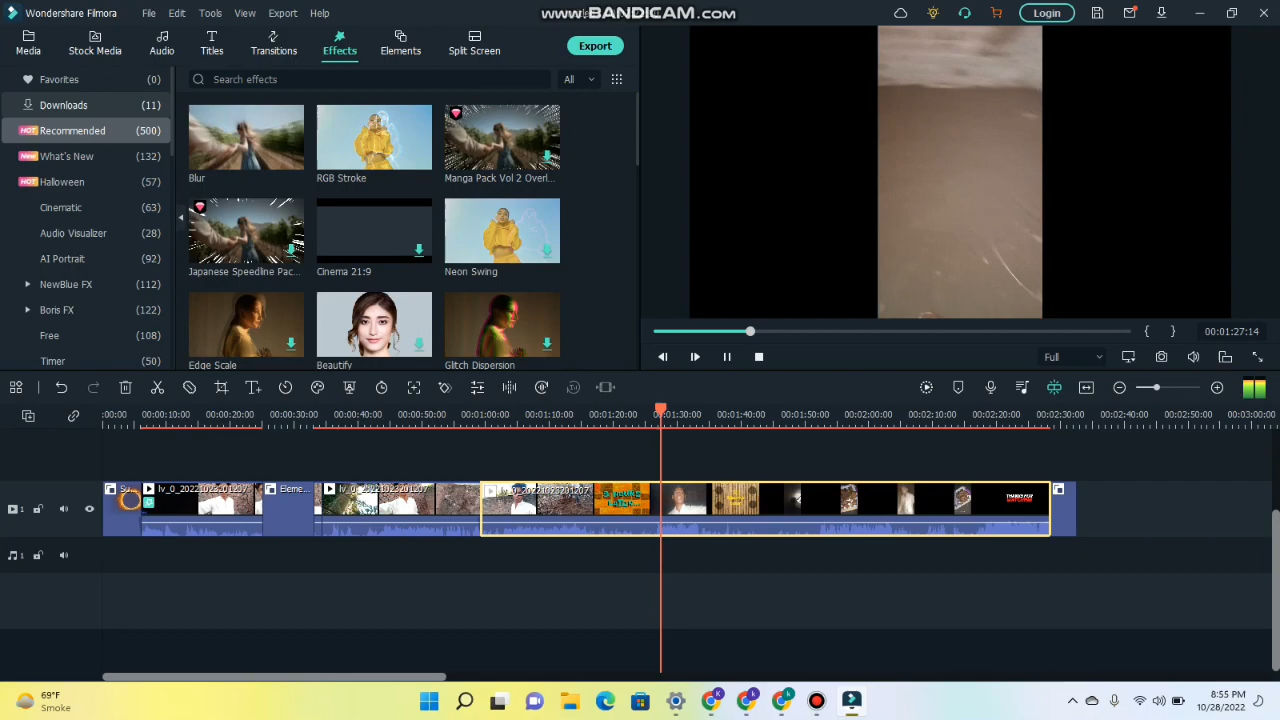 Wondershare Filmora File Edit Tools View Export Help
www.BANDICAM.com
Login
Media Stock Media Audio Titles Transitions Effects Elements Split Screen
Export
Favorites (0)
Downloads (11)
HOT Recommended (500)
New What's New (132)
HOT Halloween (57)
Cinematic (63)
Audio Visualizer (28)
AI Portrait (92)
NewBlue FX (112)
Boris FX (122)
Free (108)
Timer (50)
Search effects
All
Blur RGB Stroke Manga Pack Vol 2 Overl...
Japanese Speedline Pac... Cinema 21:9 Neon Swing
Edge Scale Beautify Glitch Dispersion
{ } 00:01:27:14
Full
:00:00 00:00:10:00 00:00:20:00 00:00:30:00 00:00:40:00 00:00:50:00 00:01:00:00 00:01:10:00 00:01:20:00 00:01:30:00 00:01:40:00 00:01:50:00 00:02:00:00 00:02:10:00 00:02:20:00 00:02:30:00 00:02:40:00 00:02:50:00 00:03:00:00
lv_0_20221023201207 Eleme... lv_0_20221023201207 lv_0_20221023201207
1
1
69°F
Smoke
8:55 PM
10/28/2022